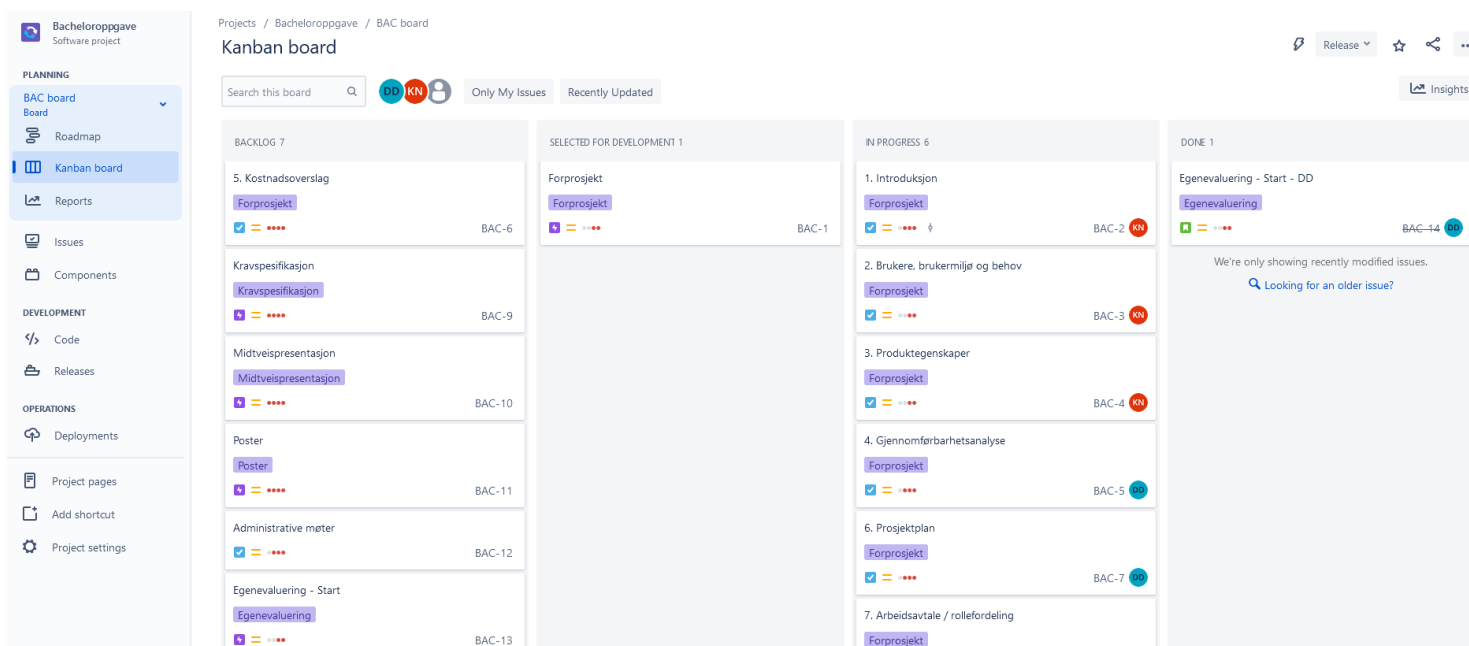 Bacheloroppgave
Software project
PLANNING
BAC board
Board
Roadmap
Kanban board
Reports
Issues
Components
DEVELOPMENT
Code
Releases
OPERATIONS
Deployments
Project pages
Add shortcut
Project settings
Projects / Bacheloroppgave / BAC board
Kanban board
Release
Search this board
DD KN
Only My Issues
Recently Updated
Insights
BACKLOG 7
5. Kostnadsoverslag
Forprosjekt
BAC-6
Kravspesifikasjon
Kravspesifikasjon
BAC-9
Midtveispresentasjon
Midtveispresentasjon
BAC-10
Poster
Poster
BAC-11
Administrative møter
BAC-12
Egenevaluering - Start
Egenevaluering
BAC-13
SELECTED FOR DEVELOPMENT 1
Forprosjekt
Forprosjekt
BAC-1
IN PROGRESS 6
1. Introduksjon
Forprosjekt
BAC-2 KN
2. Brukere, brukermiljø og behov
Forprosjekt
BAC-3 KN
3. Produktegenskaper
Forprosjekt
BAC-4 KN
4. Gjennomførbarhetsanalyse
Forprosjekt
BAC-5 DD
6. Prosjektplan
Forprosjekt
BAC-7 DD
7. Arbeidsavtale / rollefordeling
Forprosjekt
DONE 1
Egenevaluering - Start - DD
Egenevaluering
BAC-14 DD
We're only showing recently modified issues.
Looking for an older issue?